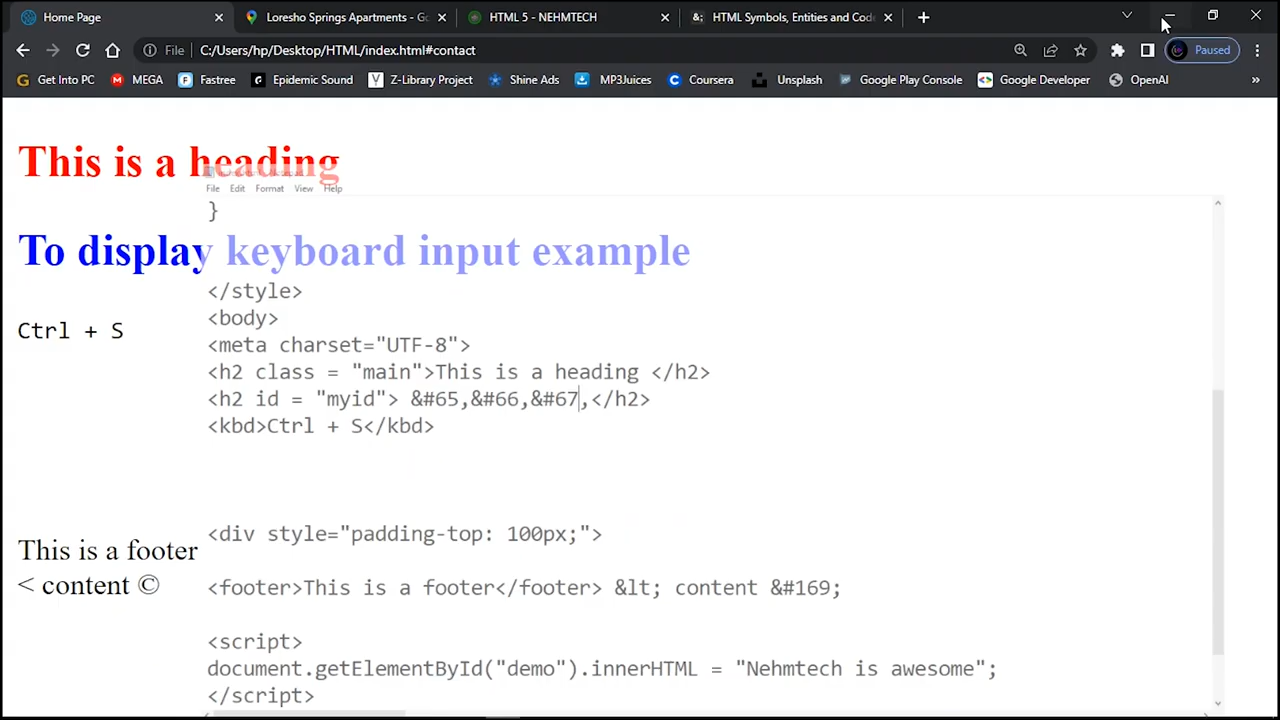 Home Page
Loresho Springs Apartments - Go
HTML 5 - NEHMTECH
HTML Symbols, Entities and Code
File C:/Users/hp/Desktop/HTML/index.html#contact
Paused
Get Into PC MEGA Fastree Epidemic Sound Z-Library Project Shine Ads MP3Juices Coursera Unsplash Google Play Console Google Developer OpenAI »
This is a heading
File Edit Format View Help
}
To display keyboard input example
</style>
<body>
Ctrl + S
<meta charset="UTF-8">
<h2 class = "main">This is a heading </h2>
<h2 id = "myid"> &#65,&#66,&#67,</h2>
<kbd>Ctrl + S</kbd>
<div style="padding-top: 100px;">
This is a footer
< content ©
<footer>This is a footer</footer> &lt; content &#169;
<script>
document.getElementById("demo").innerHTML = "Nehmtech is awesome";
</script>